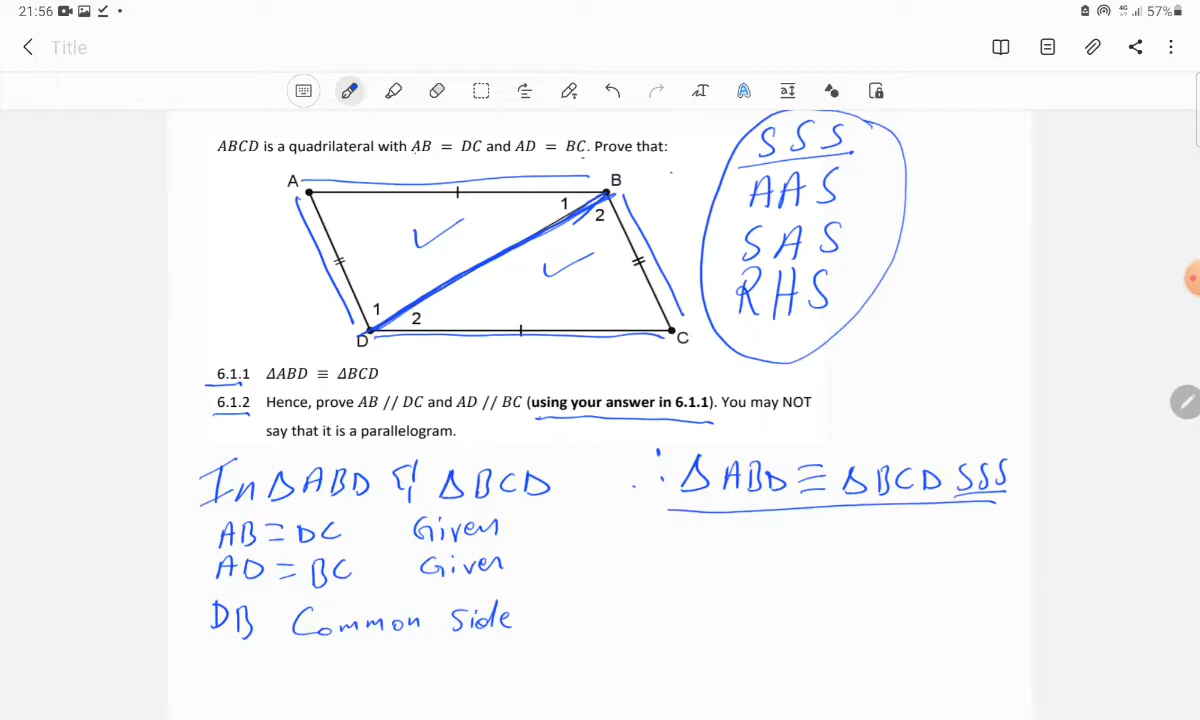 21:56
4G
57%
Title
ABCD is a quadrilateral with AB = DC and AD = BC. Prove that:
A
B
1
2
1
2
D
C
SSS
AAS
SAS
RHS
6.1.1 ΔABD ≡ ΔBCD
6.1.2 Hence, prove AB // DC and AD // BC (using your answer in 6.1.1). You may NOT
say that it is a parallelogram.
In ΔABD & ΔBCD
AB = DC Given
AD = BC Given
DB Common side
∴ ΔABD ≡ ΔBCD SSS